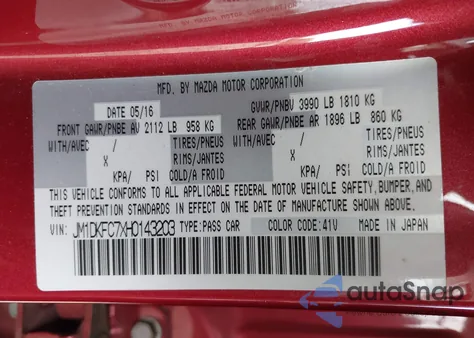 MFD. BY MAZDA MOTOR CORPORATION
DATE 05/16
GVWR/PNBV 3990 LB 1810 KG
FRONT GAWR/PNBE AV 2112 LB 958 KG
REAR GAWR/PNBE AR 1896 LB 860 KG
WITH/AVEC / TIRES/PNEUS WITH/AVEC / TIRES/PNEUS
X RIMS/JANTES X RIMS/JANTES
KPA/ PSI COLD/A FROID KPA/ PSI COLD/A FROID
THIS VEHICLE CONFORMS TO ALL APPLICABLE FEDERAL MOTOR VEHICLE SAFETY, BUMPER, AND
THEFT PREVENTION STANDARDS IN EFFECT ON THE DATE OF MANUFACTURE SHOWN ABOVE.
VIN: JM1DKFC7XH0143203 TYPE: PASS CAR COLOR: 41V MADE IN JAPAN
autoSnap